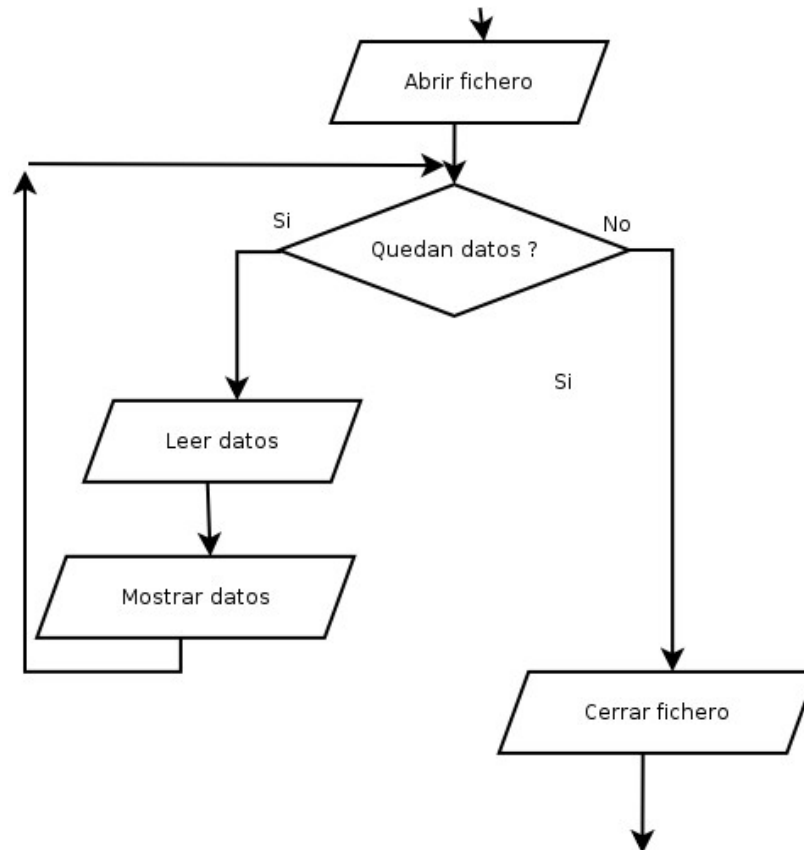 Abrir fichero
Si
No
Quedan datos ?
Si
Leer datos
Mostrar datos
Cerrar fichero